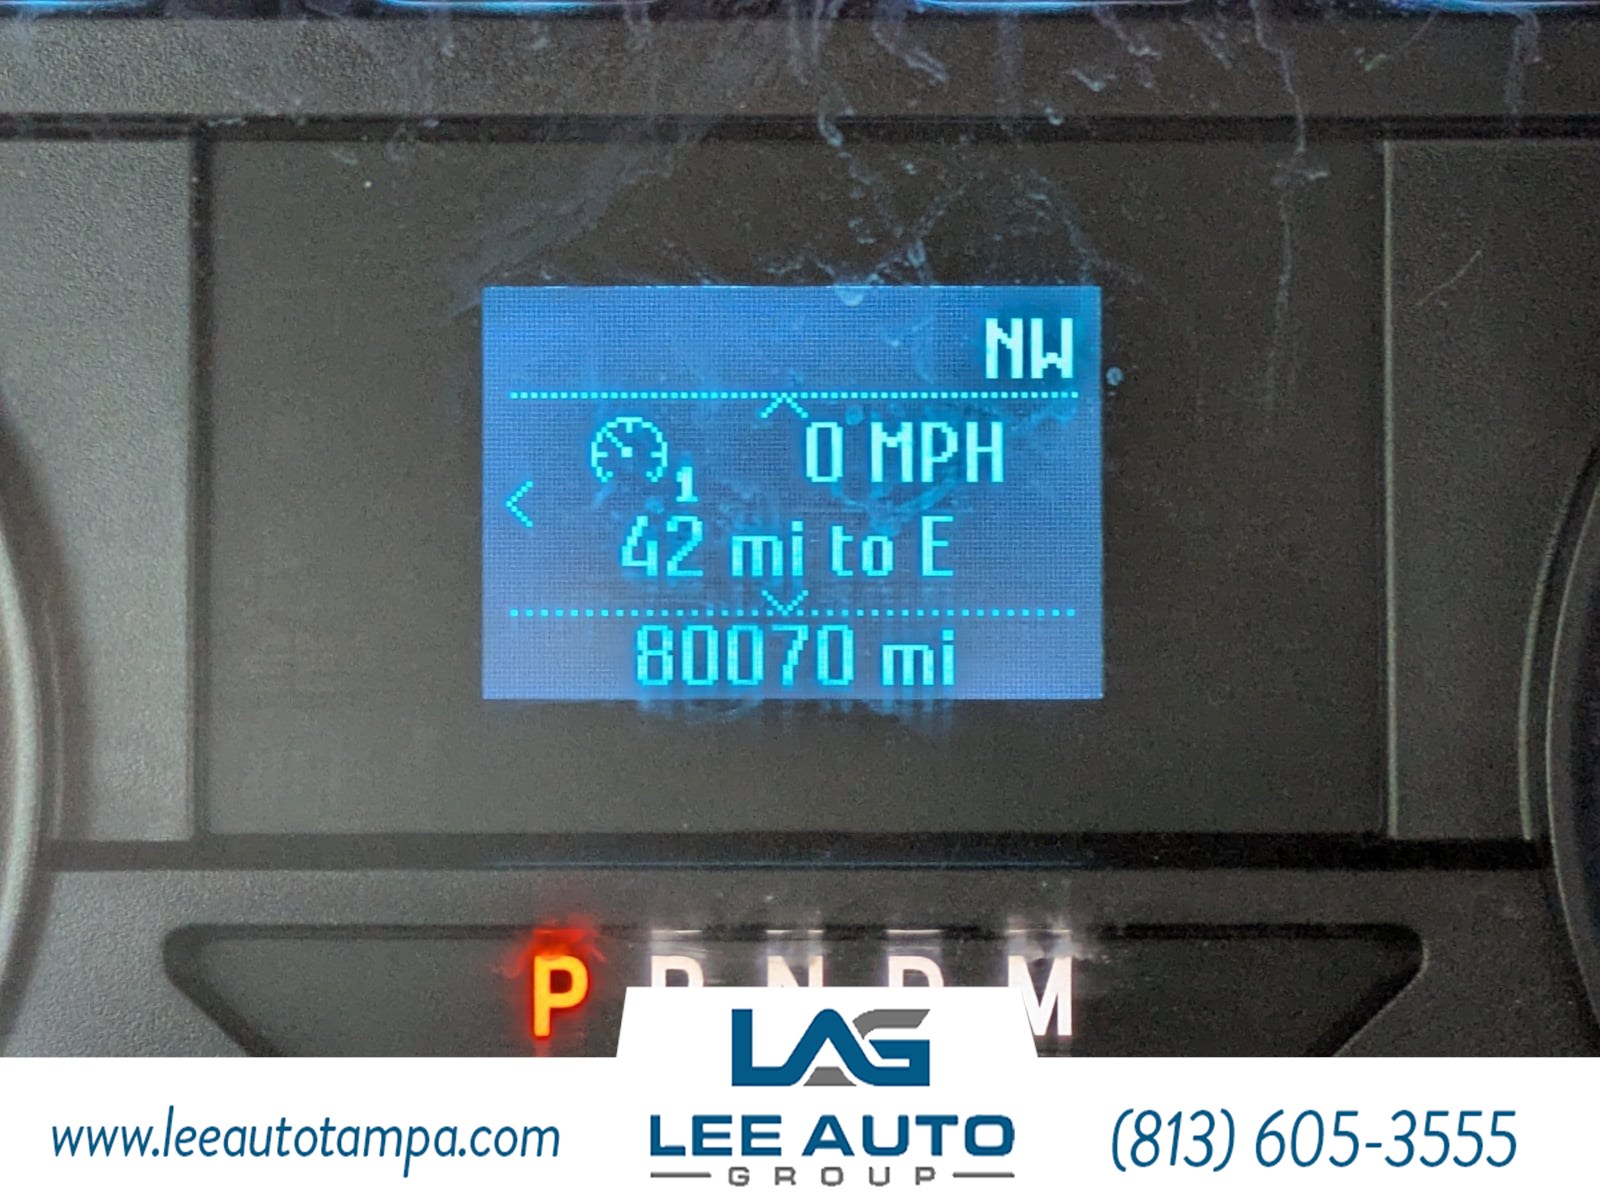 NW
0 MPH
1
42 mi to E
80070 mi
P R N D M
LAG
www.leeautotampa.com
LEE AUTO
GROUP
(813) 605-3555